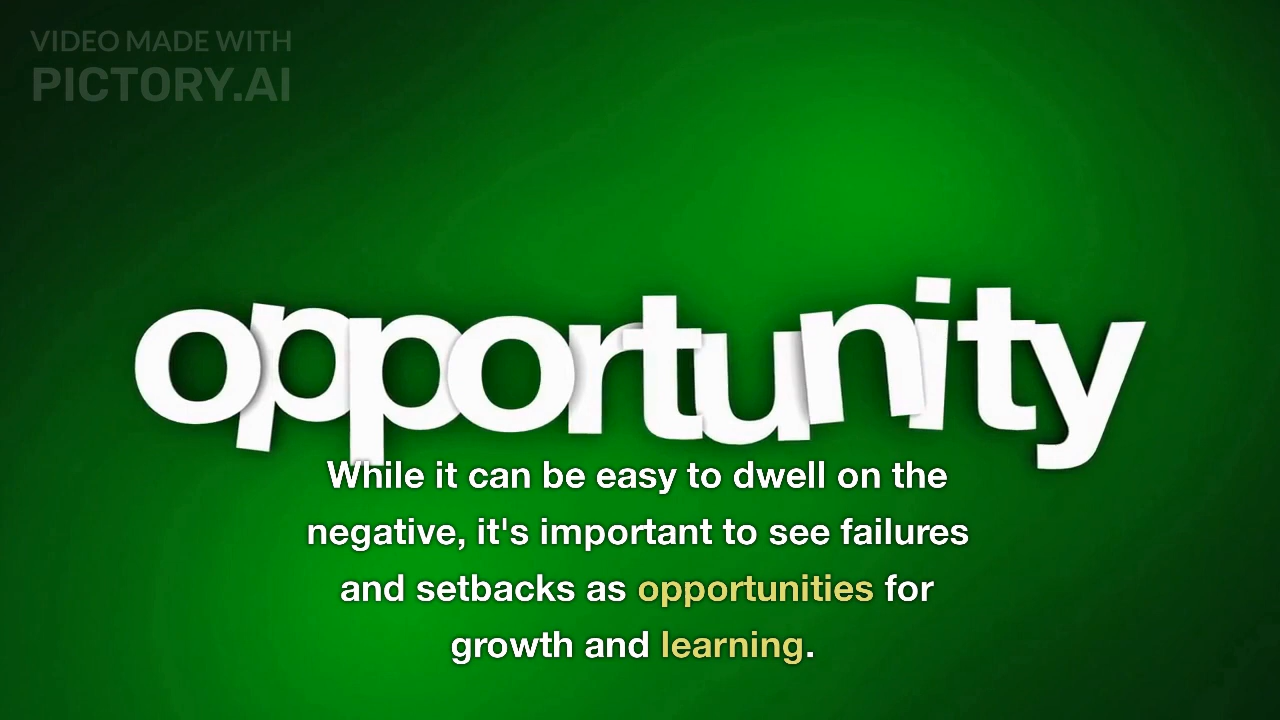 VIDEO MADE WITH
PICTORY.AI
opportunity
While it can be easy to dwell on the
negative, it's important to see failures
and setbacks as opportunities for
growth and learning.